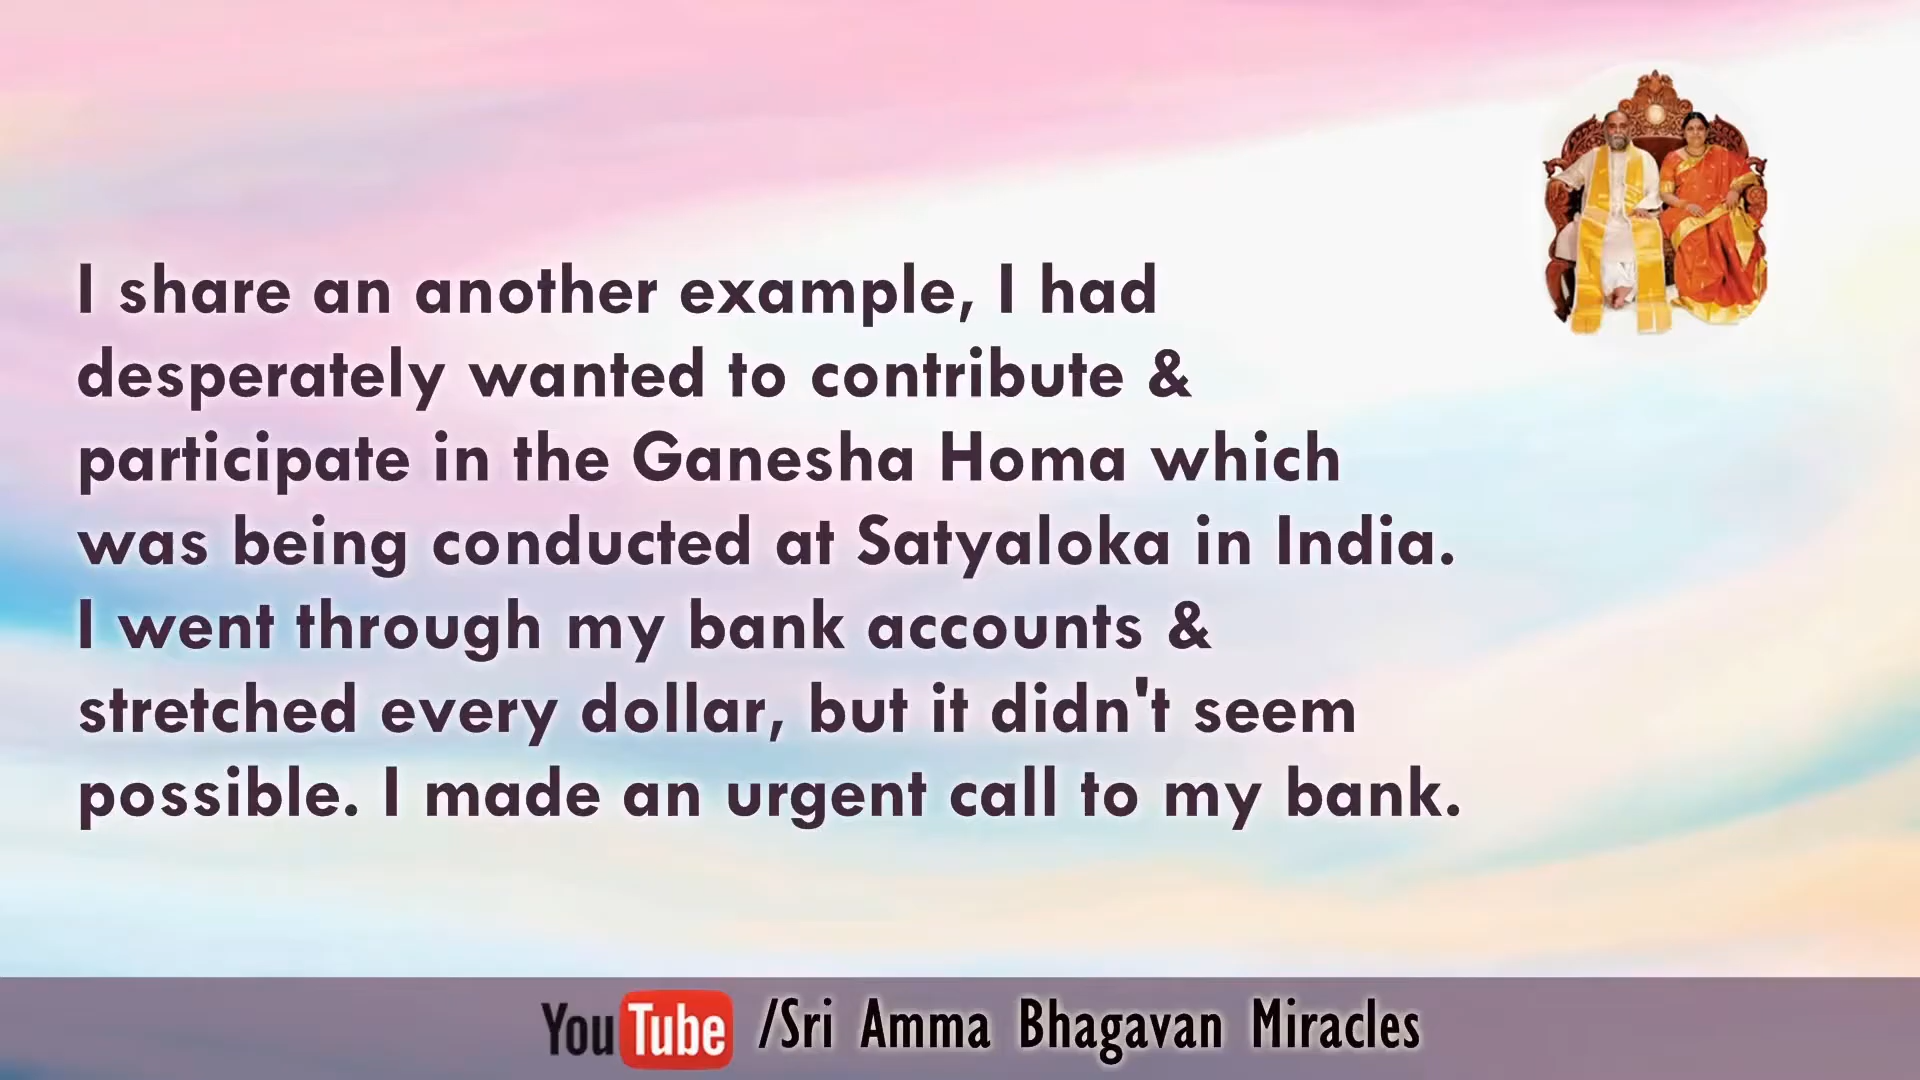 I share an another example, I had
desperately wanted to contribute &
participate in the Ganesha Homa which
was being conducted at Satyaloka in India.
I went through my bank accounts &
stretched every dollar, but it didn't seem
possible. I made an urgent call to my bank.
YouTube /Sri Amma Bhagavan Miracles